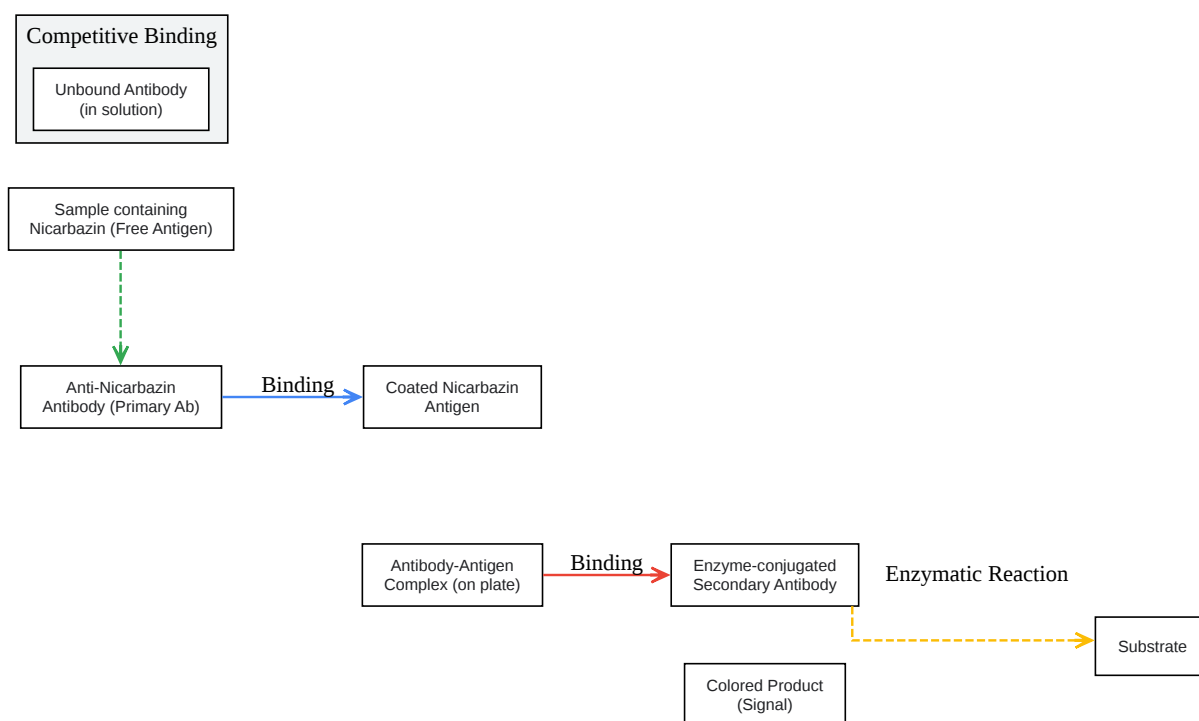 Competitive Binding
Unbound Antibody
(in solution)
Sample containing
Nicarbazin (Free Antigen)
Anti-Nicarbazin
Antibody (Primary Ab)
Binding
Coated Nicarbazin
Antigen
Antibody-Antigen
Complex (on plate)
Binding
Enzyme-conjugated
Secondary Antibody
Enzymatic Reaction
Substrate
Colored Product
(Signal)